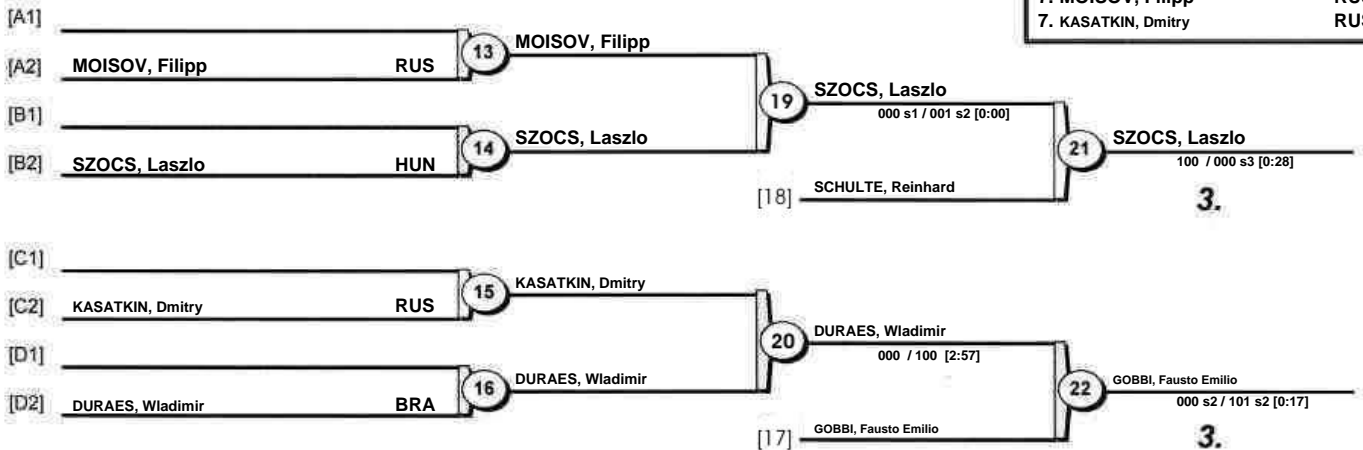 7. KASATKIN, Dmitry RUS
[A1]
13 MOISOV, Filipp
[A2] MOISOV, Filipp RUS
19 SZOCS, Laszlo
000 s1 / 001 s2 [0:00]
[B1]
14 SZOCS, Laszlo
[B2] SZOCS, Laszlo HUN
21 SZOCS, Laszlo
100 / 000 s3 [0:28]
[18] SCHULTE, Reinhard
3.
[C1]
15 KASATKIN, Dmitry
[C2] KASATKIN, Dmitry RUS
20 DURAES, Wladimir
000 / 100 [2:57]
[D1]
16 DURAES, Wladimir
[D2] DURAES, Wladimir BRA
22 GOBBI, Fausto Emilio
000 s2 / 101 s2 [0:17]
[17] GOBBI, Fausto Emilio
3.